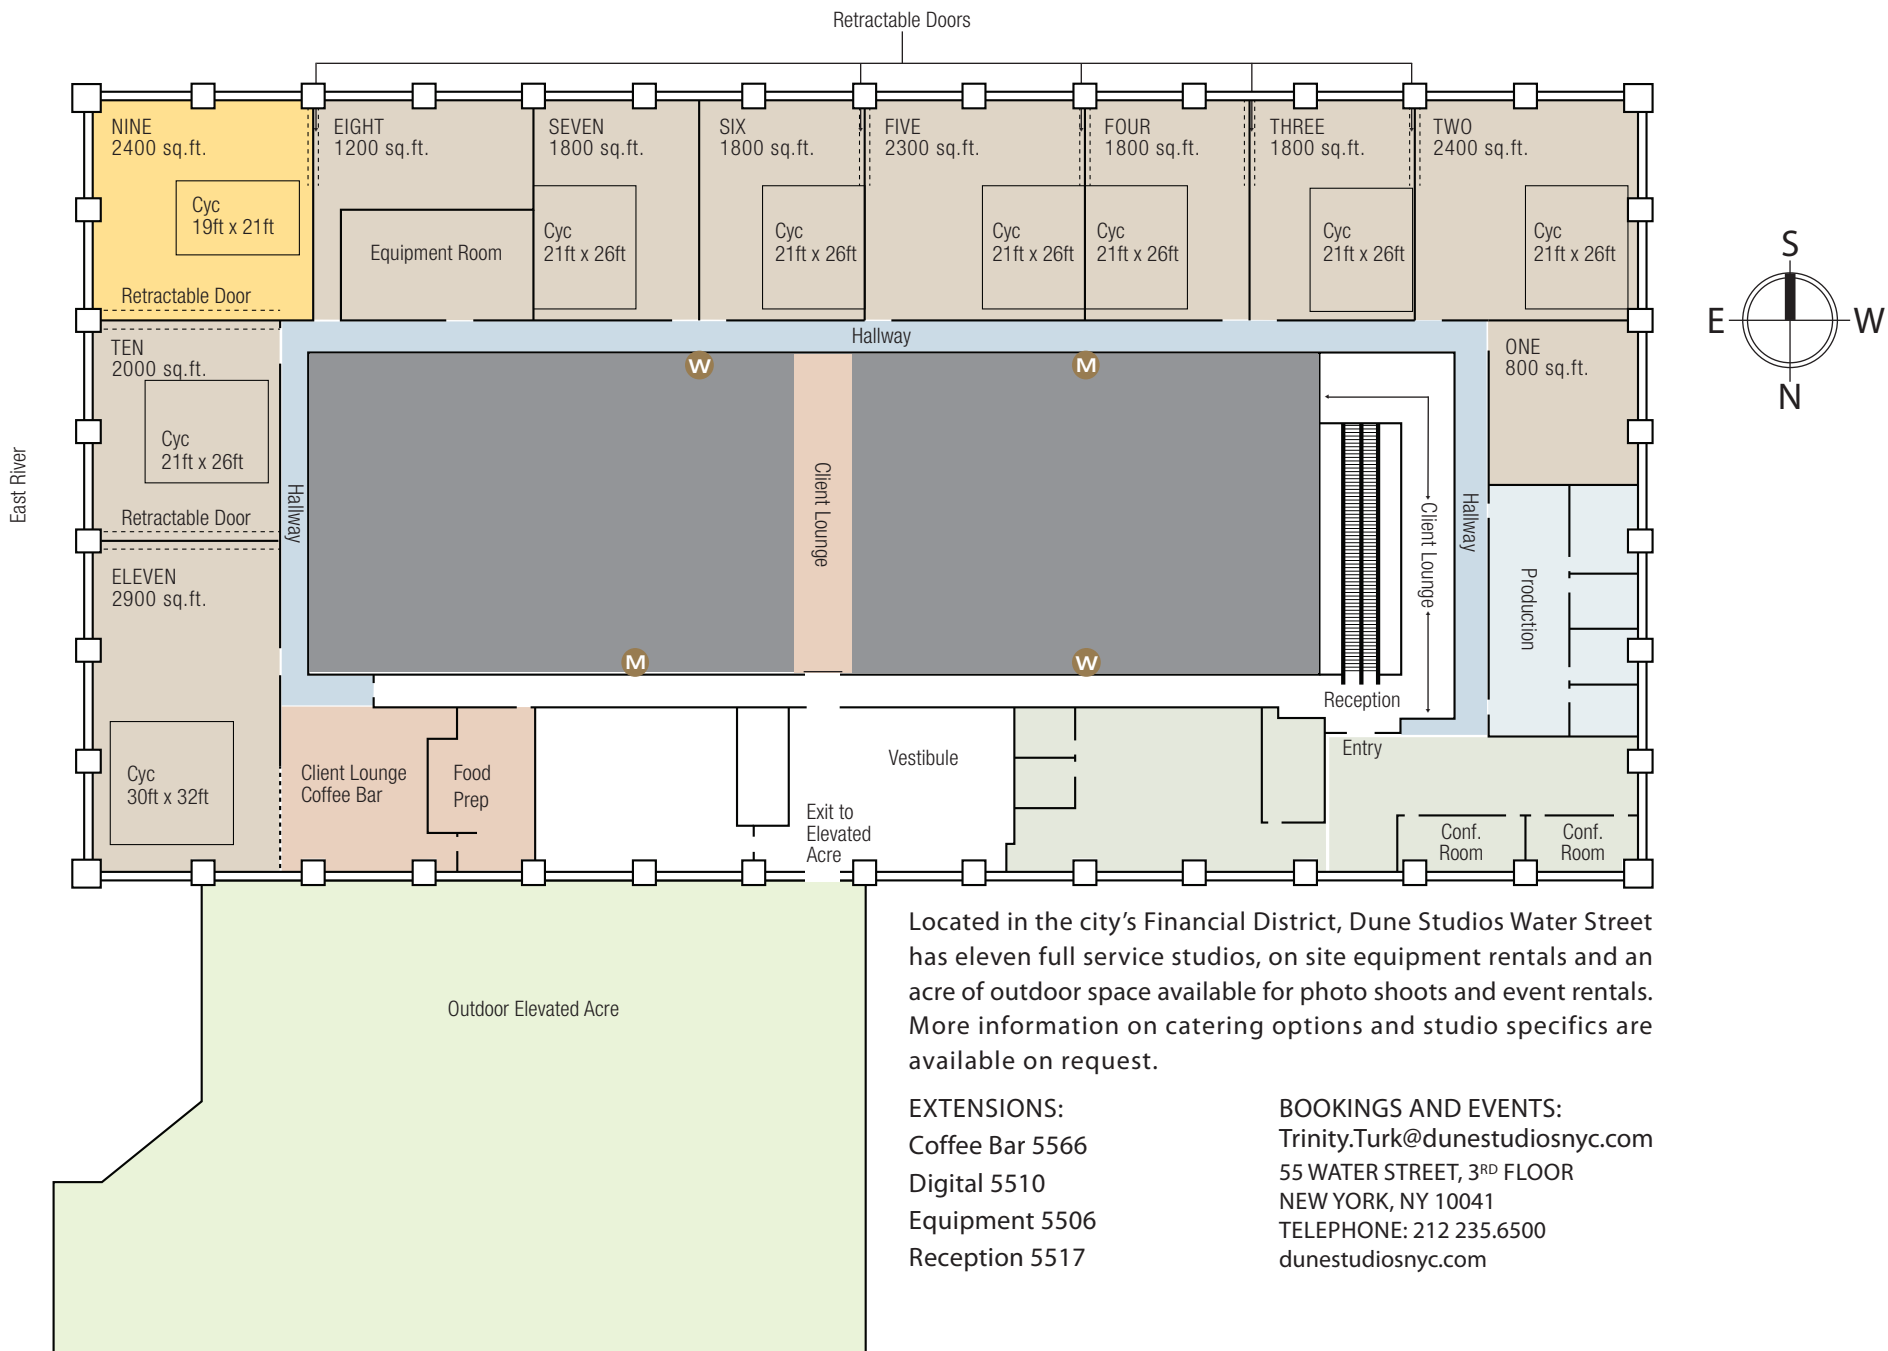 Retractable Doors
NINE
2400 sq.ft.
Cyc
19ft x 21ft
Retractable Door
EIGHT
1200 sq.ft.
Equipment Room
SEVEN
1800 sq.ft.
Cyc
21ft x 26ft
SIX
1800 sq.ft.
Cyc
21ft x 26ft
FIVE
2300 sq.ft.
Cyc
21ft x 26ft
FOUR
1800 sq.ft.
Cyc
21ft x 26ft
THREE
1800 sq.ft.
Cyc
21ft x 26ft
TWO
2400 sq.ft.
Cyc
21ft x 26ft
S
E
W
N
Hallway
W
M
ONE
800 sq.ft.
TEN
2000 sq.ft.
Cyc
21ft x 26ft
Retractable Door
East River
Hallway
Client Lounge
Client Lounge
Hallway
Production
ELEVEN
2900 sq.ft.
Cyc
30ft x 32ft
M
W
Reception
Entry
Client Lounge
Coffee Bar
Food
Prep
Vestibule
Exit to
Elevated
Acre
Conf.
Room
Conf.
Room
Outdoor Elevated Acre
Located in the city’s Financial District, Dune Studios Water Street
has eleven full service studios, on site equipment rentals and an
acre of outdoor space available for photo shoots and event rentals.
More information on catering options and studio specifics are
available on request.
EXTENSIONS:
Coffee Bar 5566
Digital 5510
Equipment 5506
Reception 5517
BOOKINGS AND EVENTS:
Trinity.Turk@dunestudiosnyc.com
55 WATER STREET, 3RD FLOOR
NEW YORK, NY 10041
TELEPHONE: 212 235.6500
dunestudiosnyc.com